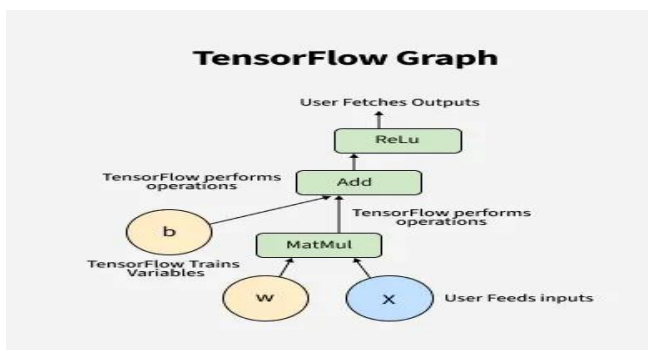 TensorFlow Graph
User Fetches Outputs
ReLu
TensorFlow performs
operations
Add
TensorFlow performs
operations
b
MatMul
TensorFlow Trains
Variables
w
X
User Feeds inputs